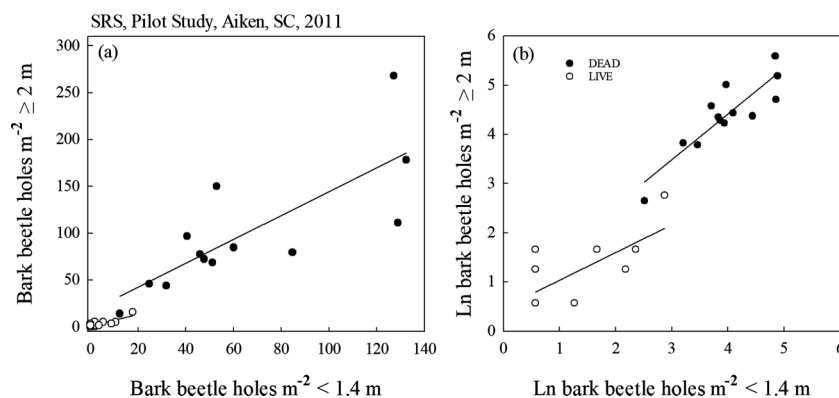 SRS, Pilot Study, Aiken, SC, 2011
(a)
Bark beetle holes m⁻² ≥ 2 m
300
250
200
150
100
50
0
0 20 40 60 80 100 120 140
Bark beetle holes m⁻² < 1.4 m
(b)
DEAD
LIVE
Ln bark beetle holes m⁻² ≥ 2 m
6
5
4
3
2
1
0
0 1 2 3 4 5 6
Ln bark beetle holes m⁻² < 1.4 m